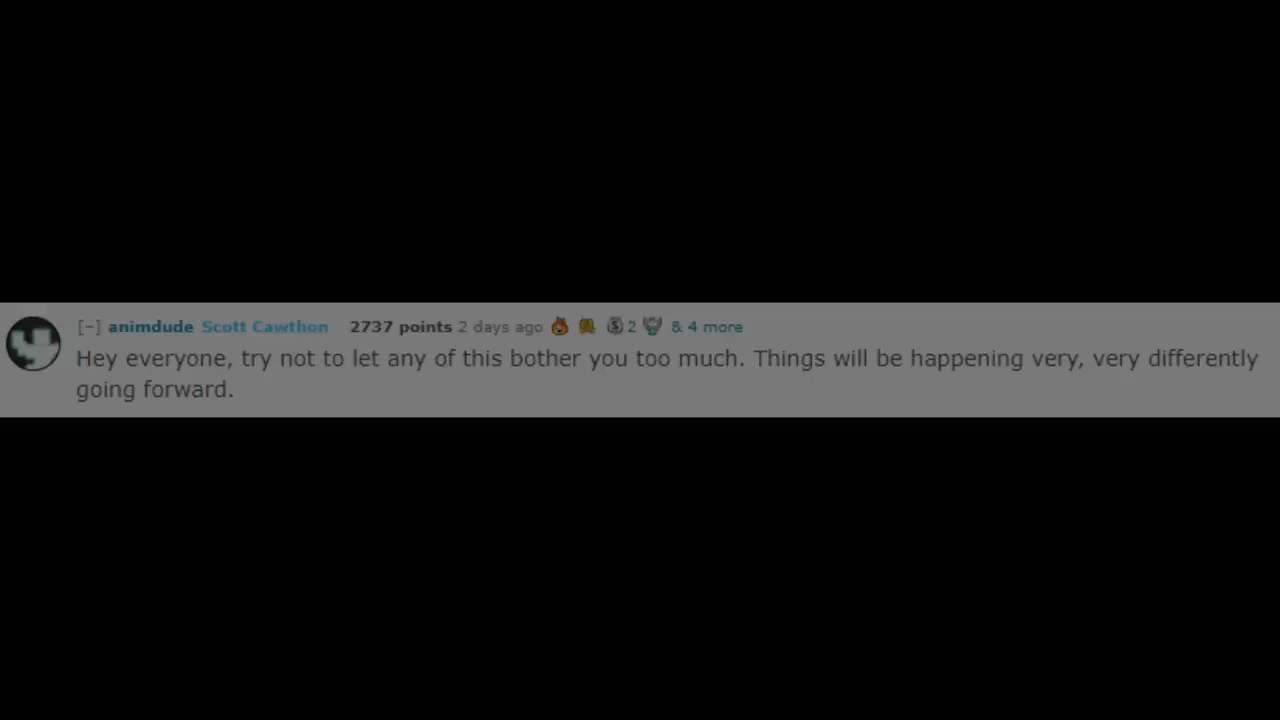 [−] animdude Scott Cawthon 2737 points 2 days ago 2 & 4 more
Hey everyone, try not to let any of this bother you too much. Things will be happening very, very differently
going forward.